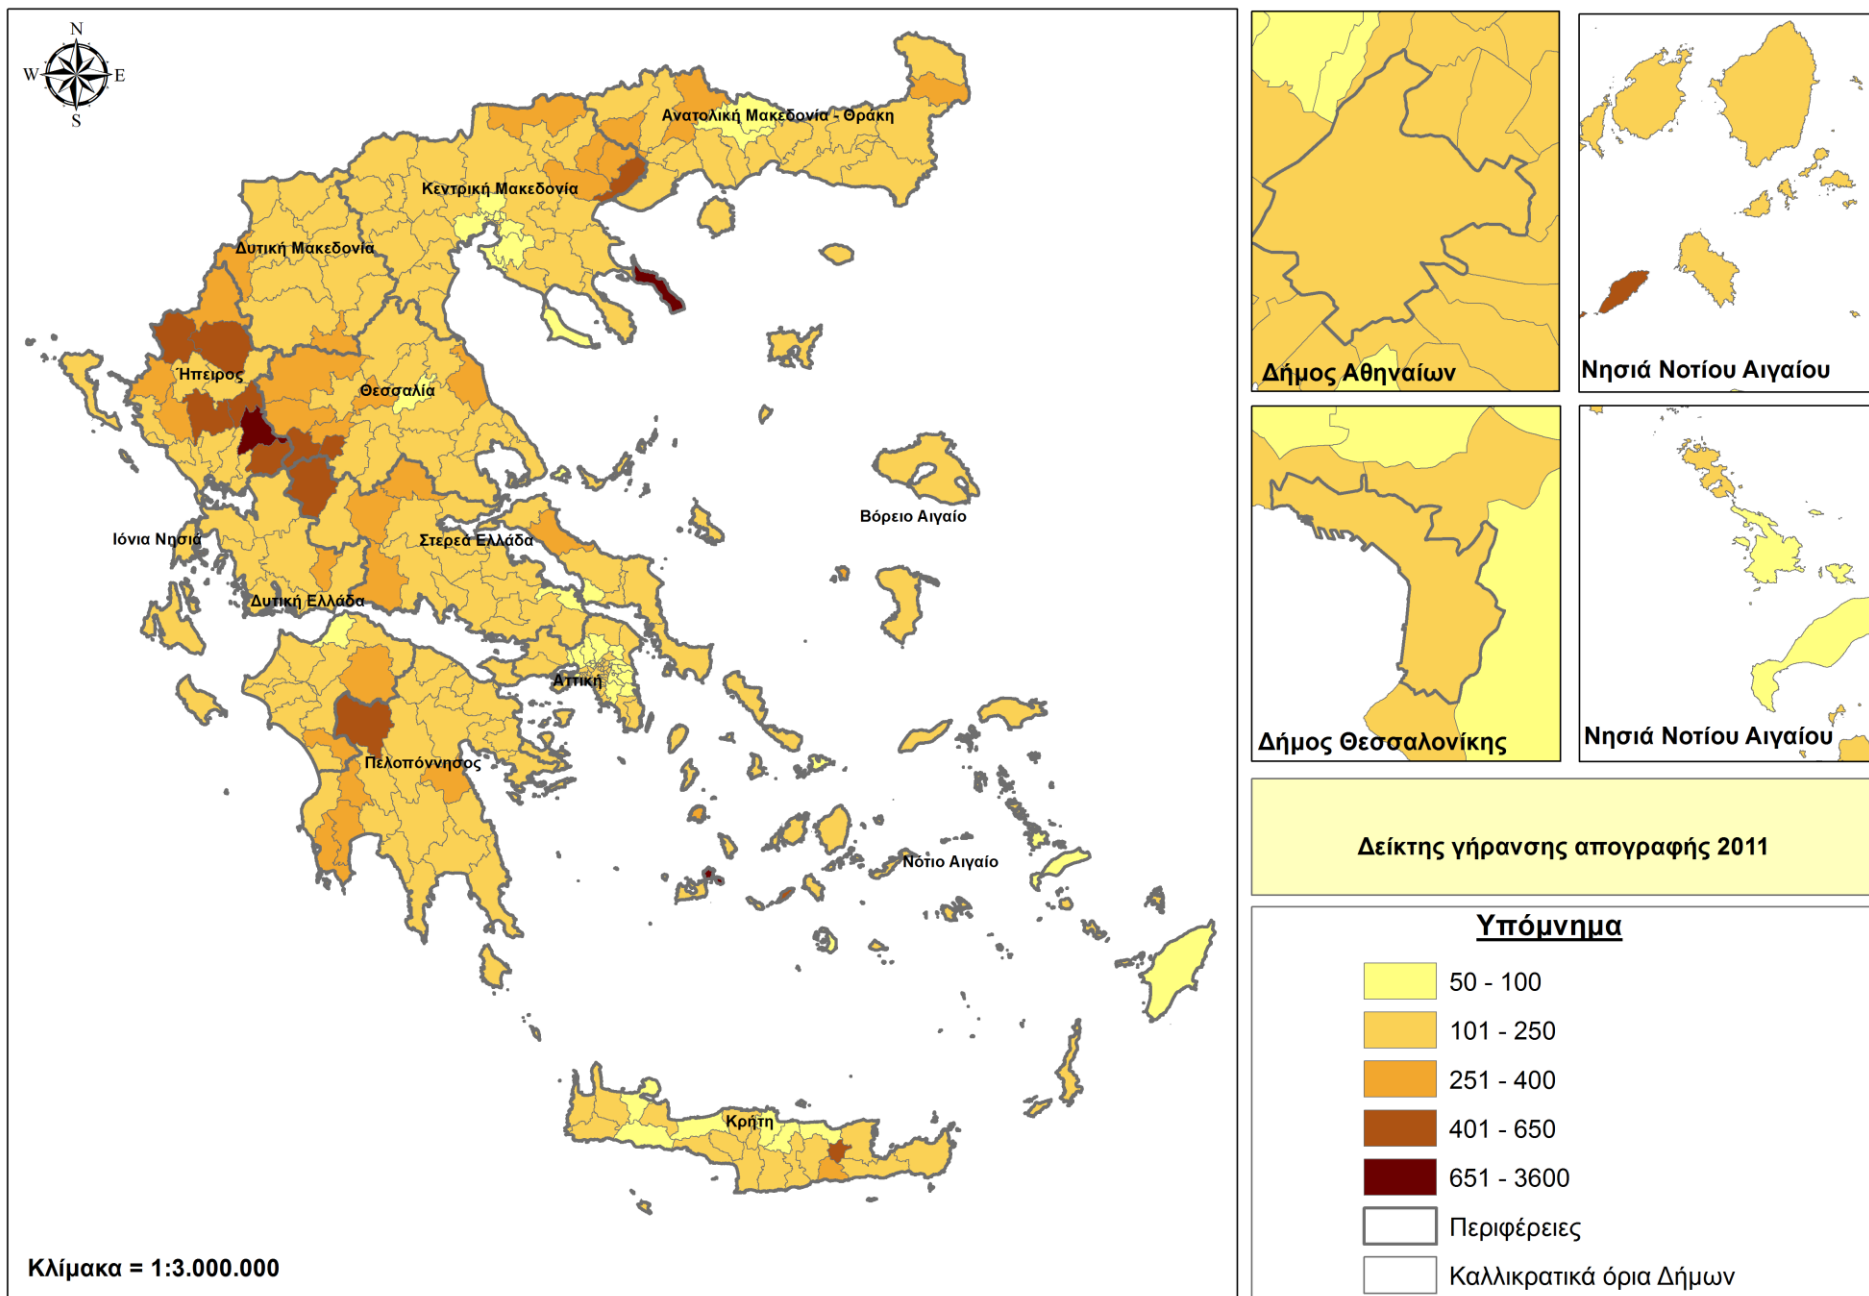 N
W E
S
Ανατολική Μακεδονία - Θράκη
Κεντρική Μακεδονία
Δυτική Μακεδονία
Ήπειρος
Θεσσαλία
Βόρειο Αιγαίο
Ιόνια Νησιά
Στερεά Ελλάδα
Δυτική Ελλάδα
Αττική
Πελοπόννησος
Νότιο Αιγαίο
Κρήτη
Κλίμακα = 1:3.000.000
Δήμος Αθηναίων
Νησιά Νοτίου Αιγαίου
Δήμος Θεσσαλονίκης
Νησιά Νοτίου Αιγαίου
Δείκτης γήρανσης απογραφής 2011
Υπόμνημα
50 - 100
101 - 250
251 - 400
401 - 650
651 - 3600
Περιφέρειες
Καλλικρατικά όρια Δήμων